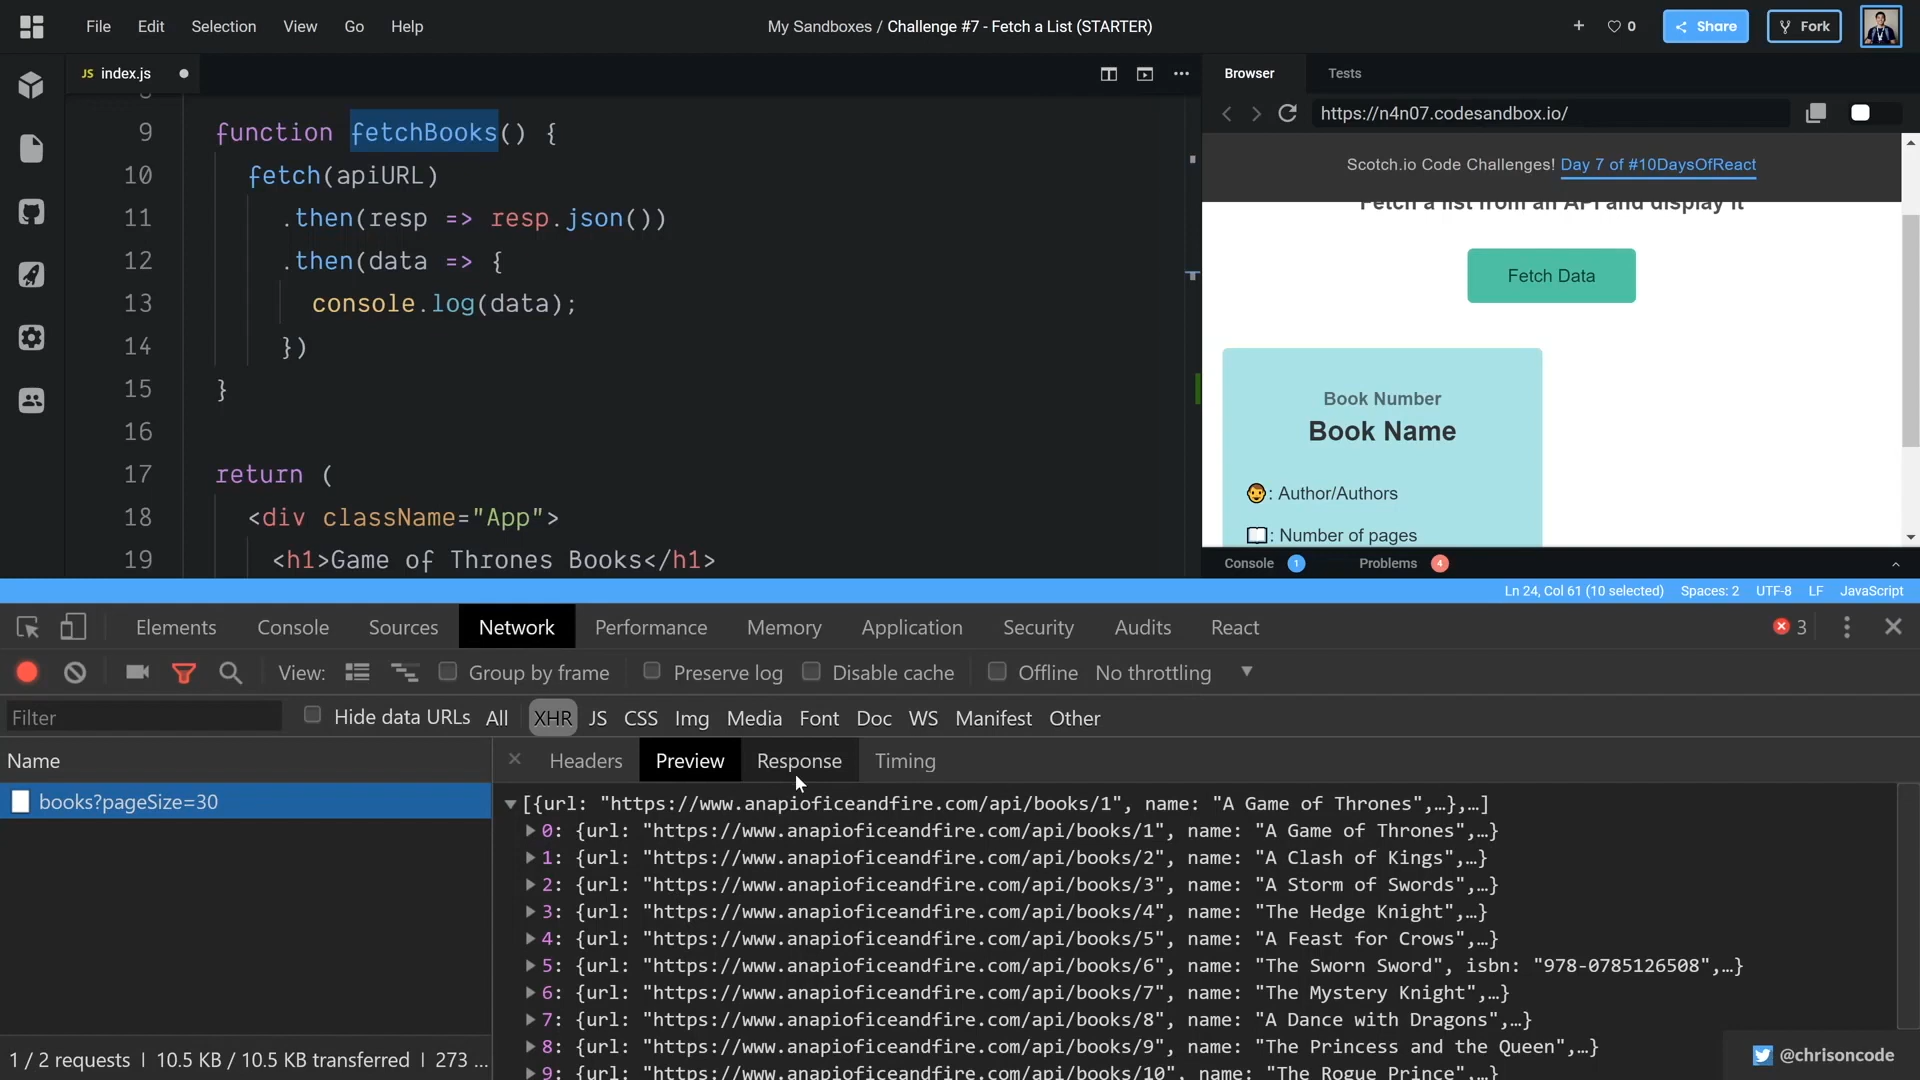 File Edit Selection View Go Help
My Sandboxes / Challenge #7 - Fetch a List (STARTER)
+ 0 Share Fork
JS index.js
9 function fetchBooks() {
10 fetch(apiURL)
11 .then(resp => resp.json())
12 .then(data => {
13 console.log(data);
14 })
15 }
16
17 return (
18 <div className="App">
19 <h1>Game of Thrones Books</h1>
Browser Tests
https://n4n07.codesandbox.io/
Scotch.io Code Challenges! Day 7 of #10DaysOfReact
Fetch a list from an API and display it
Fetch Data
Book Number
Book Name
: Author/Authors
: Number of pages
Console 1 Problems 4
Ln 24, Col 61 (10 selected) Spaces: 2 UTF-8 LF JavaScript
Elements Console Sources Network Performance Memory Application Security Audits React 3
View: Group by frame Preserve log Disable cache Offline No throttling
Filter Hide data URLs All XHR JS CSS Img Media Font Doc WS Manifest Other
Name
books?pageSize=30
1 / 2 requests | 10.5 KB / 10.5 KB transferred | 273 ...
Headers Preview Response Timing
[{url: "https://www.anapioficeandfire.com/api/books/1", name: "A Game of Thrones",…},…]
0: {url: "https://www.anapioficeandfire.com/api/books/1", name: "A Game of Thrones",…}
1: {url: "https://www.anapioficeandfire.com/api/books/2", name: "A Clash of Kings",…}
2: {url: "https://www.anapioficeandfire.com/api/books/3", name: "A Storm of Swords",…}
3: {url: "https://www.anapioficeandfire.com/api/books/4", name: "The Hedge Knight",…}
4: {url: "https://www.anapioficeandfire.com/api/books/5", name: "A Feast for Crows",…}
5: {url: "https://www.anapioficeandfire.com/api/books/6", name: "The Sworn Sword", isbn: "978-0785126508",…}
6: {url: "https://www.anapioficeandfire.com/api/books/7", name: "The Mystery Knight",…}
7: {url: "https://www.anapioficeandfire.com/api/books/8", name: "A Dance with Dragons",…}
8: {url: "https://www.anapioficeandfire.com/api/books/9", name: "The Princess and the Queen",…}
9: {url: "https://www.anapioficeandfire.com/api/books/10", name: "The Rogue Prince",…}
@chrisoncode